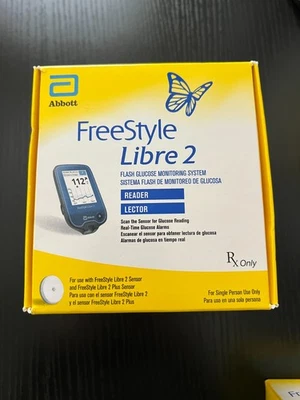 Abbott
FreeStyle
Libre 2
FLASH GLUCOSE MONITORING SYSTEM
SISTEMA FLASH DE MONITOREO DE GLUCOSA
READER
LECTOR
112
Scan the Sensor for Glucose Reading
Real-Time Glucose Alarms
Escanear el sensor para obtener lectura de glucosa
Alarmas de glucosa en tiempo real
Rx Only
For use with FreeStyle Libre 2 Sensor
and FreeStyle Libre 2 Plus Sensor
Para uso con el sensor FreeStyle Libre 2
y el sensor FreeStyle Libre 2 Plus
For Single Person Use Only
Para uso en una sola persona